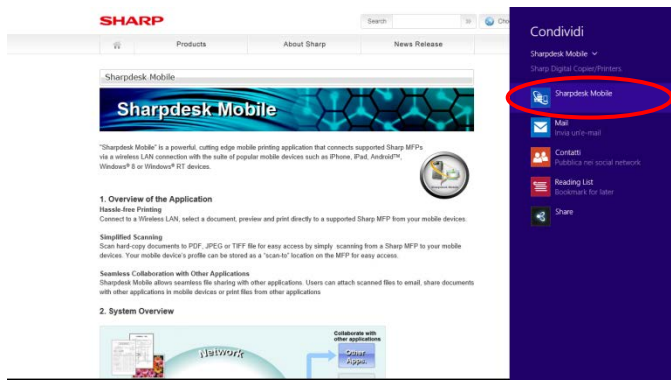 SHARP
Search
Cho
Products
About Sharp
News Release
Sharpdesk Mobile
Sharpdesk Mobile
"Sharpdesk Mobile" is a powerful, cutting edge mobile printing application that connects supported Sharp MFPs
via a wireless LAN connection with the suite of popular mobile devices such as iPhone, iPad, Android™,
Windows® 8 or Windows® RT devices.
1. Overview of the Application
Hassle-free Printing
Connect to a Wireless LAN, select a document, preview and print directly to a supported Sharp MFP from your mobile devices.
Simplified Scanning
Scan hard-copy documents to PDF, JPEG or TIFF file for easy access by simply scanning from a Sharp MFP to your mobile
devices. Your mobile device's profile can be stored as a "scan-to" location on the MFP for easy access.
Seamless Collaboration with Other Applications
Sharpdesk Mobile allows seamless file sharing with other applications. Users can attach scanned files to email, share documents
with other applications in mobile devices or print files from other applications
2. System Overview
Network
Collaborate with
other applications
Other
Apps.
Condividi
Sharpdesk Mobile
Sharp Digital Copier/Printers
Sharpdesk Mobile
Mail
Invia un'e-mail
Contatti
Pubblica nei social network
Reading List
Bookmark for later
Share